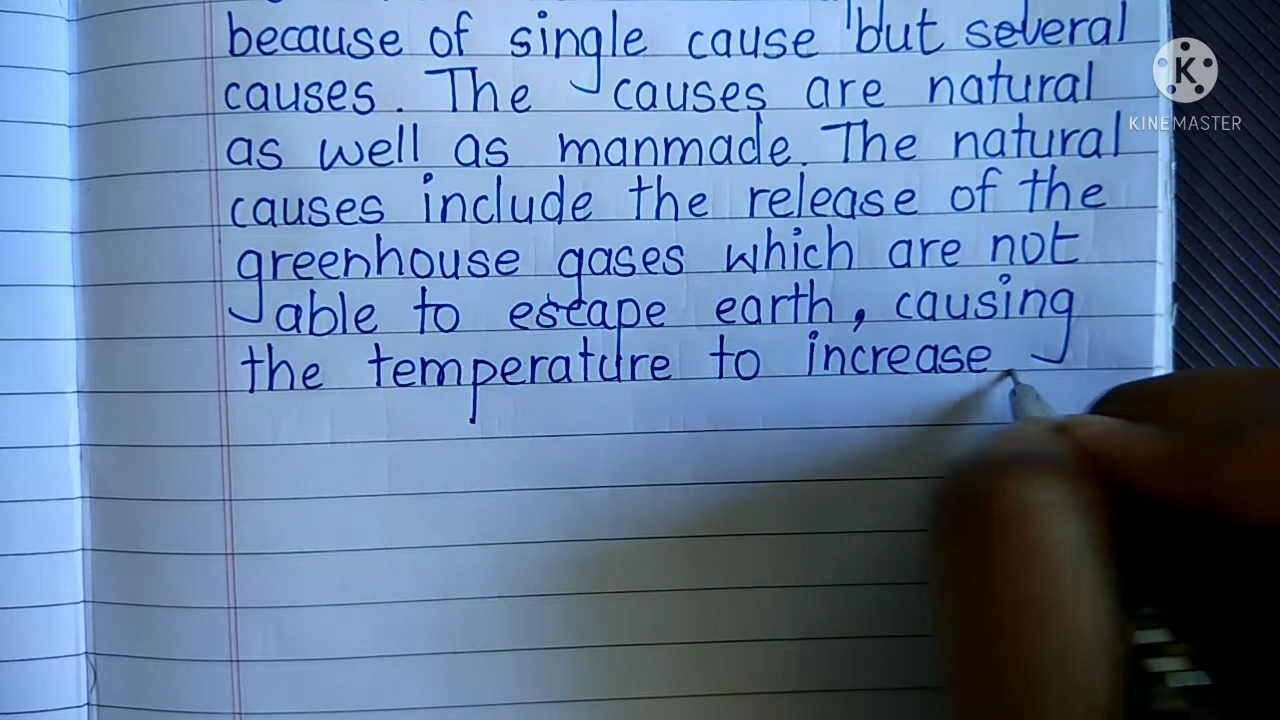 because of single cause but several
causes. The causes are natural
as well as manmade. The natural
causes include the release of the
greenhouse gases which are not
able to escape earth, causing
the temperature to increase.
K
KINEMASTER